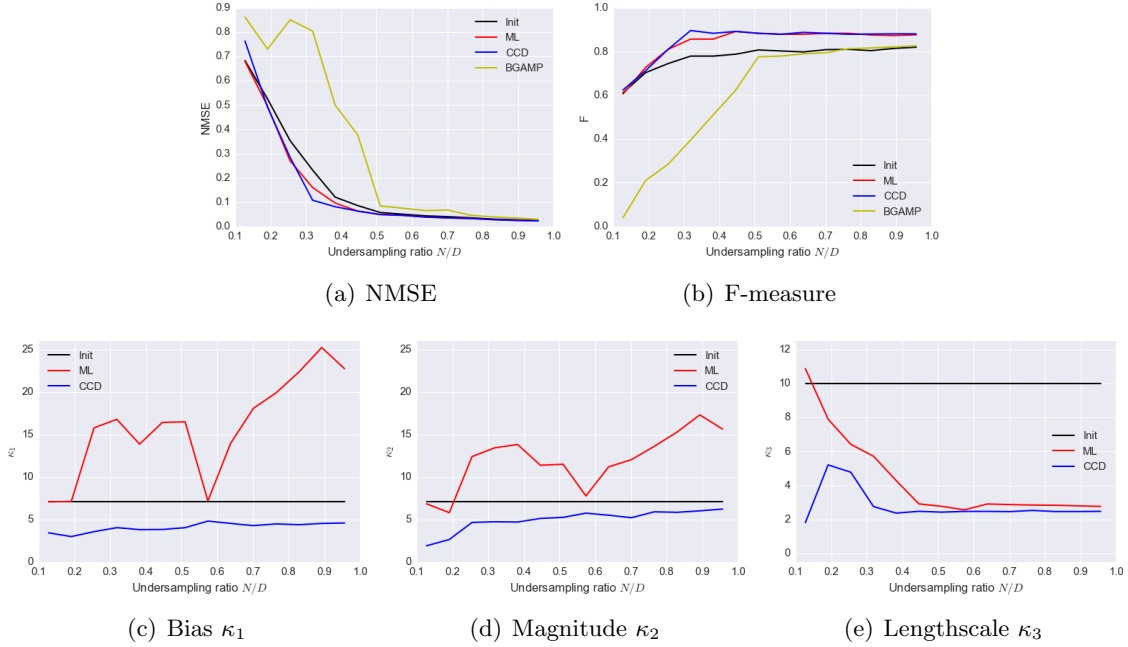 0.9
0.8
0.7
0.6
0.5
0.4
0.3
0.2
0.1
0.0
NMSE
Init
ML
CCD
BGAMP
0.1 0.2 0.3 0.4 0.5 0.6 0.7 0.8 0.9 1.0
Undersampling ratio N/D
(a) NMSE
1.0
0.8
0.6
0.4
0.2
0.0
F
Init
ML
CCD
BGAMP
0.1 0.2 0.3 0.4 0.5 0.6 0.7 0.8 0.9 1.0
Undersampling ratio N/D
(b) F-measure
25
20
15
10
5
0
κ₁
Init
ML
CCD
0.1 0.2 0.3 0.4 0.5 0.6 0.7 0.8 0.9 1.0
Undersampling ratio N/D
(c) Bias κ₁
25
20
15
10
5
0
κ₂
Init
ML
CCD
0.1 0.2 0.3 0.4 0.5 0.6 0.7 0.8 0.9 1.0
Undersampling ratio N/D
(d) Magnitude κ₂
12
10
8
6
4
2
0
κ₃
Init
ML
CCD
0.1 0.2 0.3 0.4 0.5 0.6 0.7 0.8 0.9 1.0
Undersampling ratio N/D
(e) Lengthscale κ₃